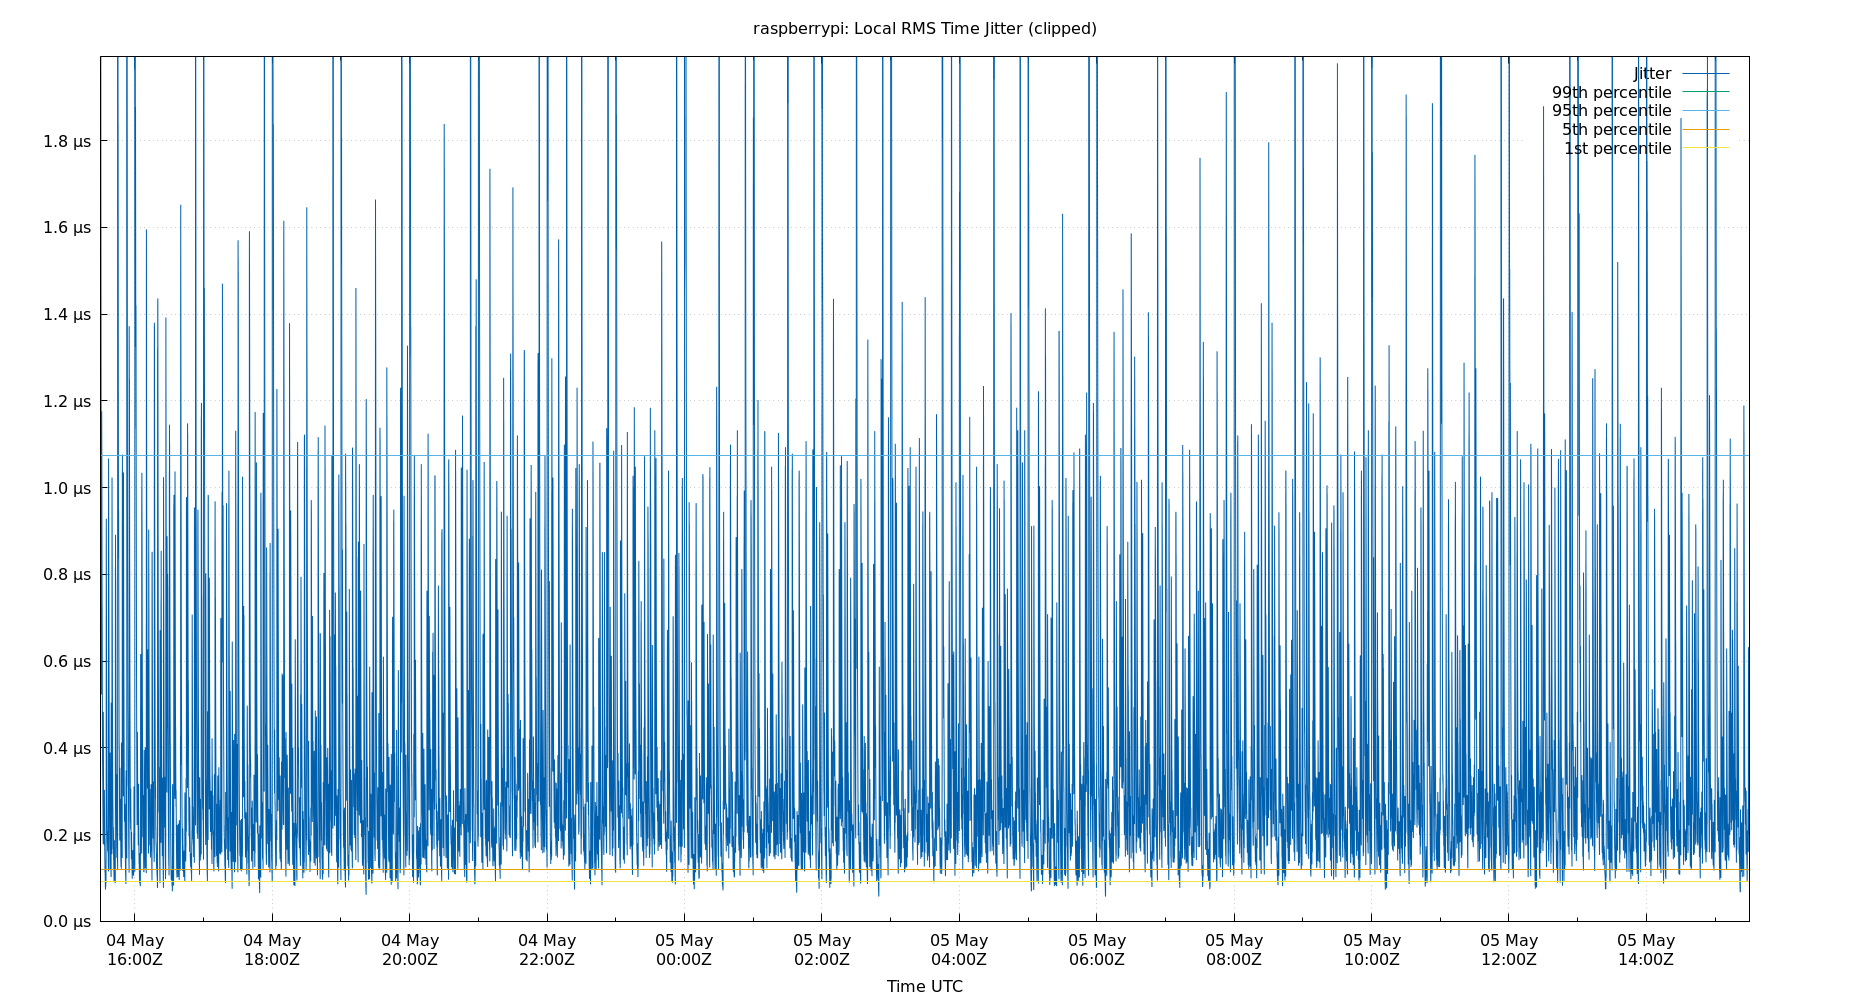 raspberrypi: Local RMS Time Jitter (clipped)
Jitter
99th percentile
95th percentile
5th percentile
1st percentile
1.8 µs
1.6 µs
1.4 µs
1.2 µs
1.0 µs
0.8 µs
0.6 µs
0.4 µs
0.2 µs
0.0 µs
04 May 04 May 04 May 04 May 05 May 05 May 05 May 05 May 05 May 05 May 05 May 05 May
16:00Z 18:00Z 20:00Z 22:00Z 00:00Z 02:00Z 04:00Z 06:00Z 08:00Z 10:00Z 12:00Z 14:00Z
Time UTC